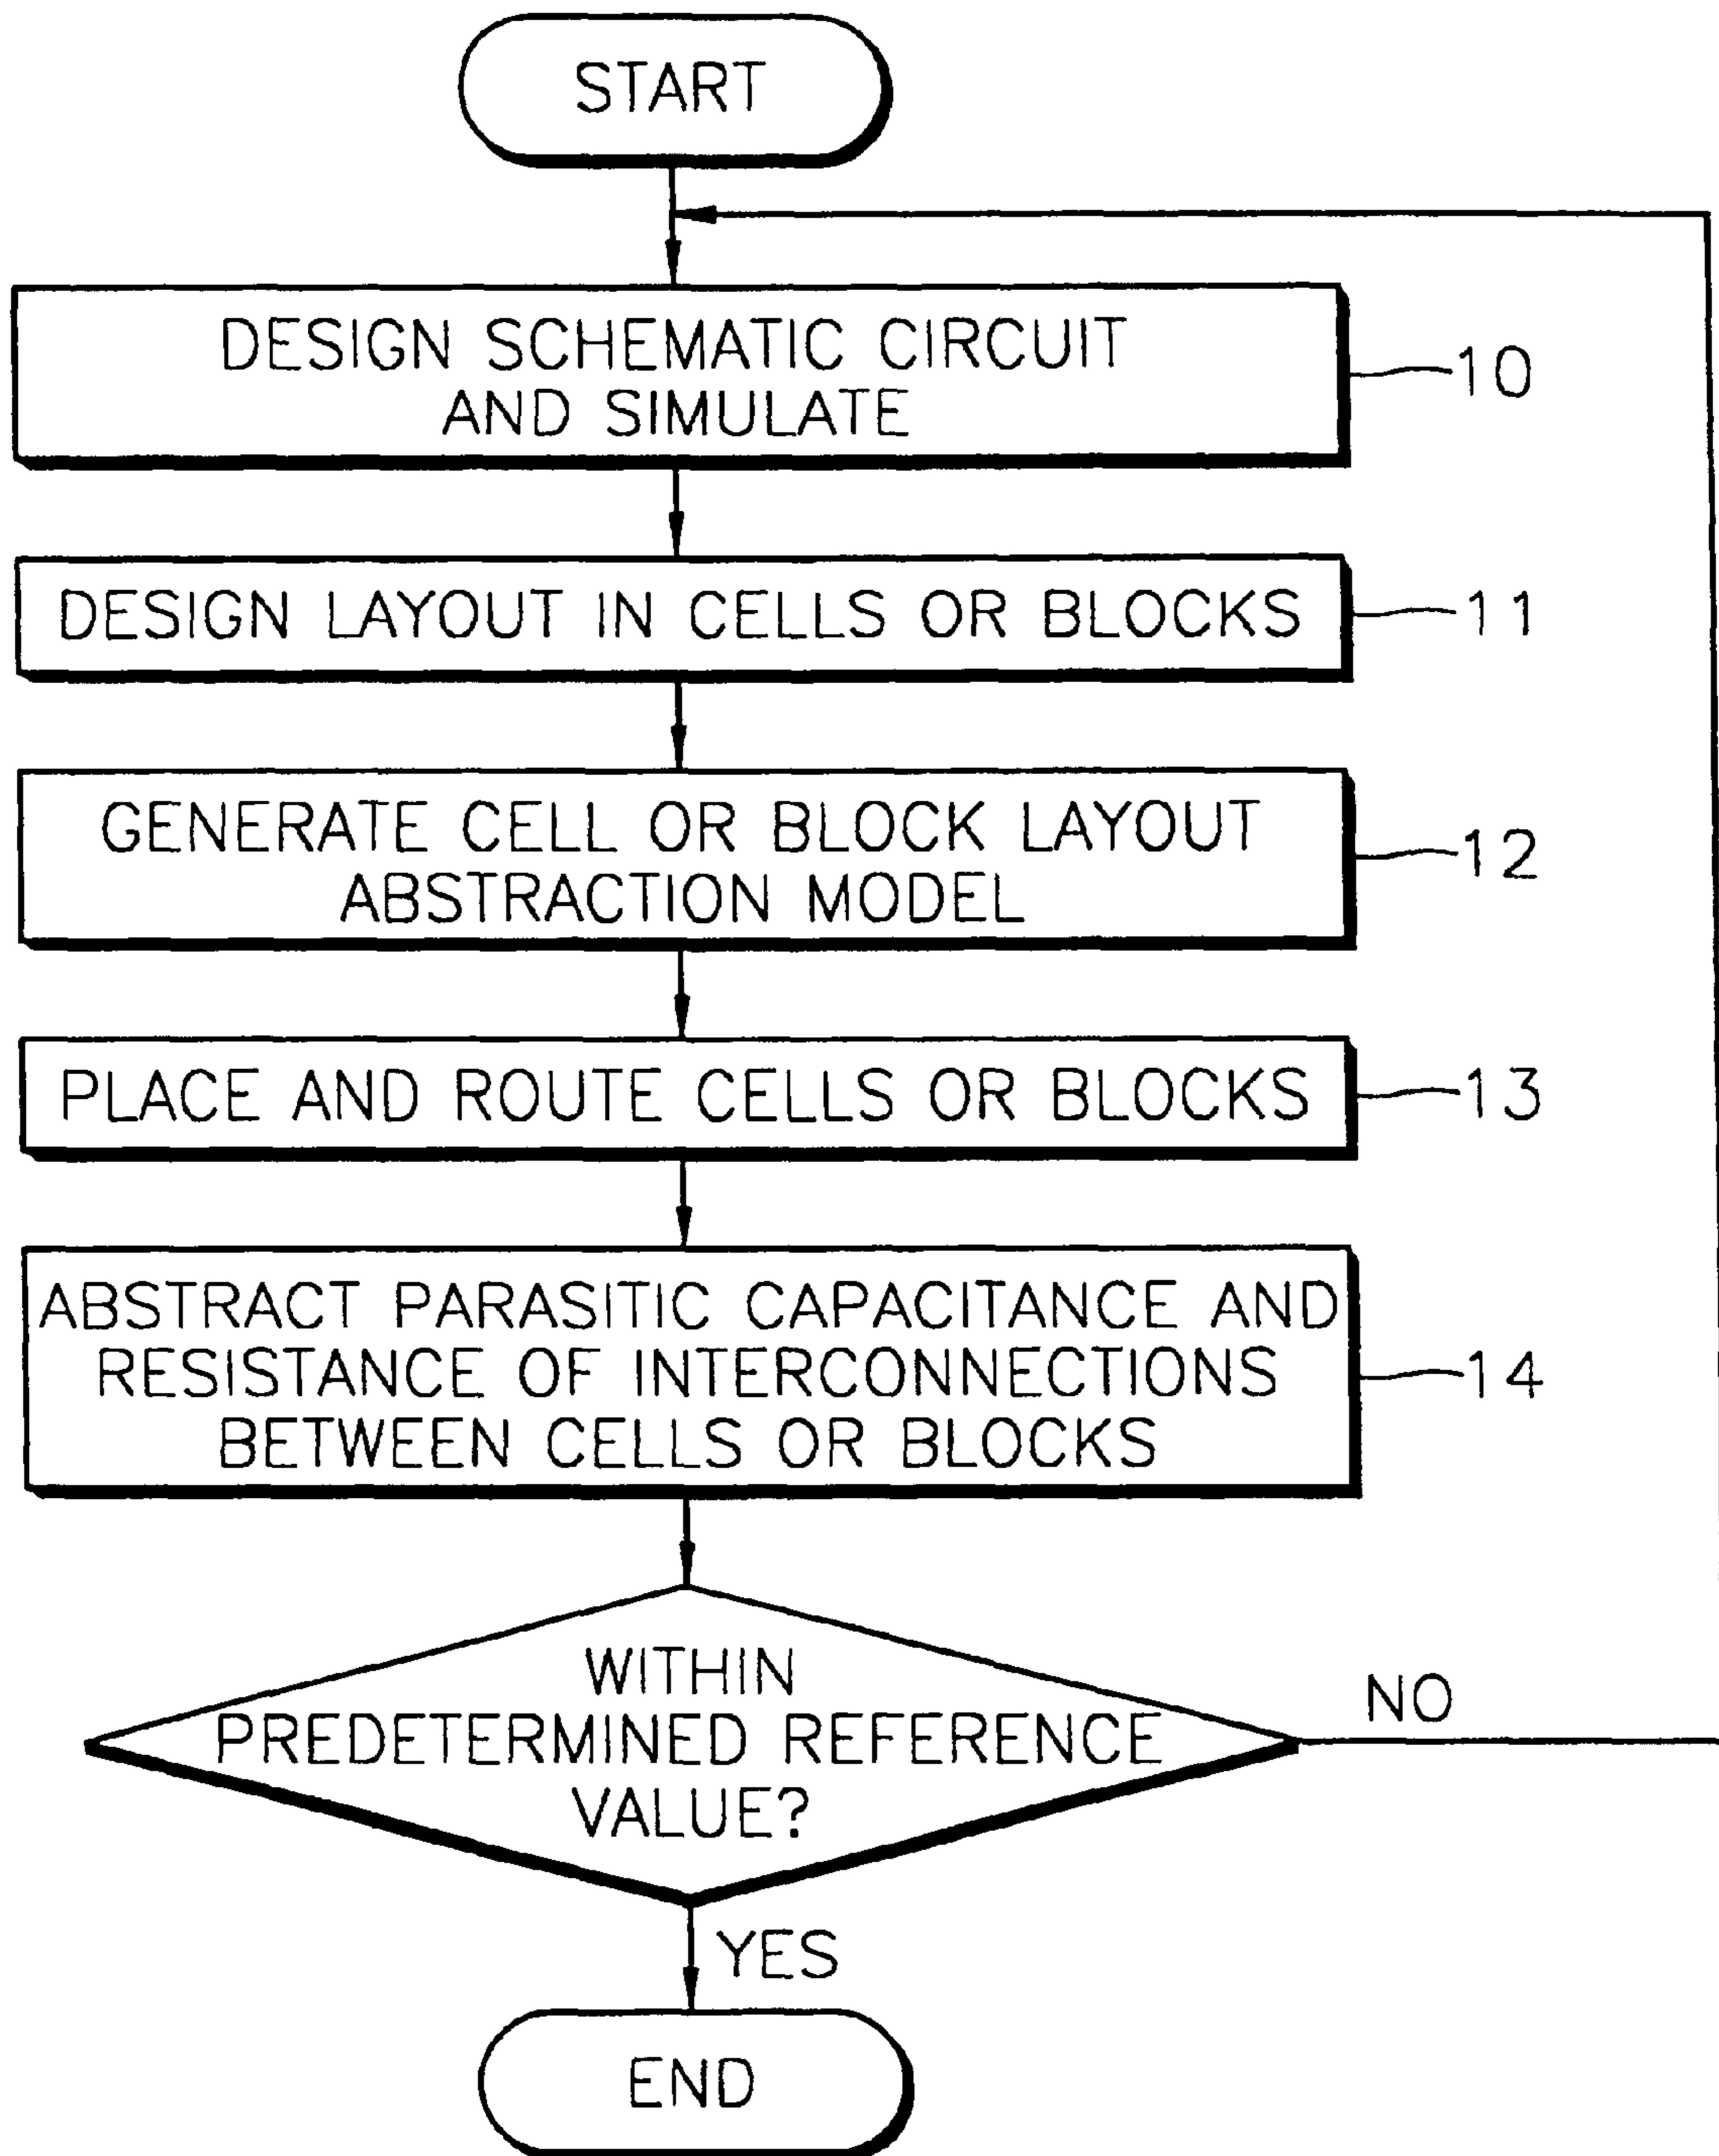 START
DESIGN SCHEMATIC CIRCUIT
AND SIMULATE
10
DESIGN LAYOUT IN CELLS OR BLOCKS
11
GENERATE CELL OR BLOCK LAYOUT
ABSTRACTION MODEL
12
PLACE AND ROUTE CELLS OR BLOCKS
13
ABSTRACT PARASITIC CAPACITANCE AND
RESISTANCE OF INTERCONNECTIONS
BETWEEN CELLS OR BLOCKS
14
WITHIN
PREDETERMINED REFERENCE
VALUE?
NO
YES
END